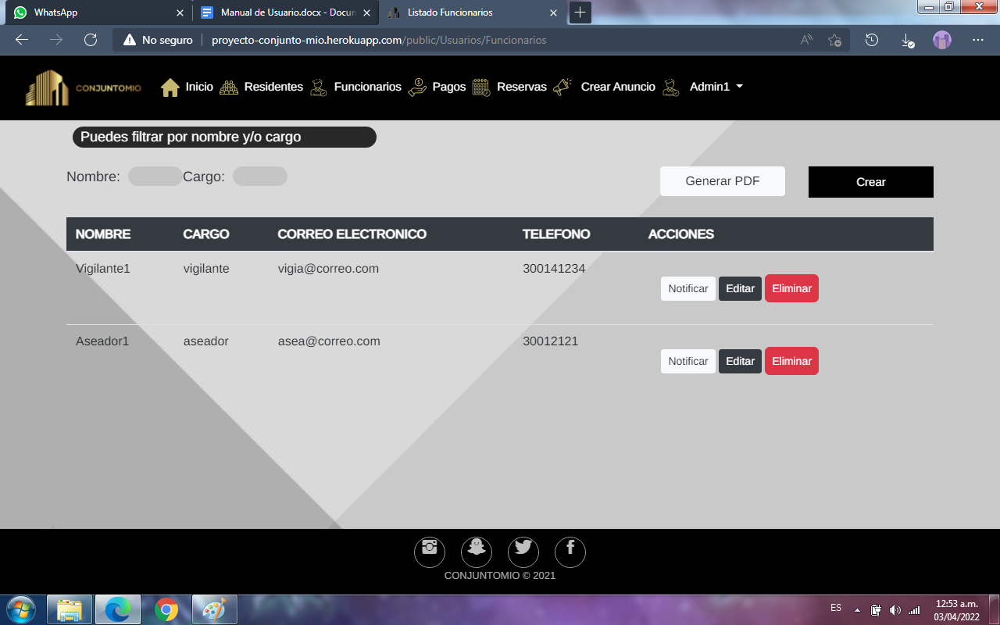 WhatsApp
Manual de Usuario.docx - Docum
Listado Funcionarios
No seguro
proyecto-conjunto-mio.herokuapp.com/public/Usuarios/Funcionarios
CONJUNTOMIO Inicio Residentes Funcionarios Pagos Reservas Crear Anuncio Admin1
Puedes filtrar por nombre y/o cargo
Nombre: Cargo: Generar PDF Crear
NOMBRE CARGO CORREO ELECTRONICO TELEFONO ACCIONES
Vigilante1 vigilante vigia@correo.com 300141234
Notificar Editar Eliminar
Aseador1 aseador asea@correo.com 30012121
Notificar Editar Eliminar
CONJUNTOMIO © 2021
ES 12:53 a.m.
03/04/2022